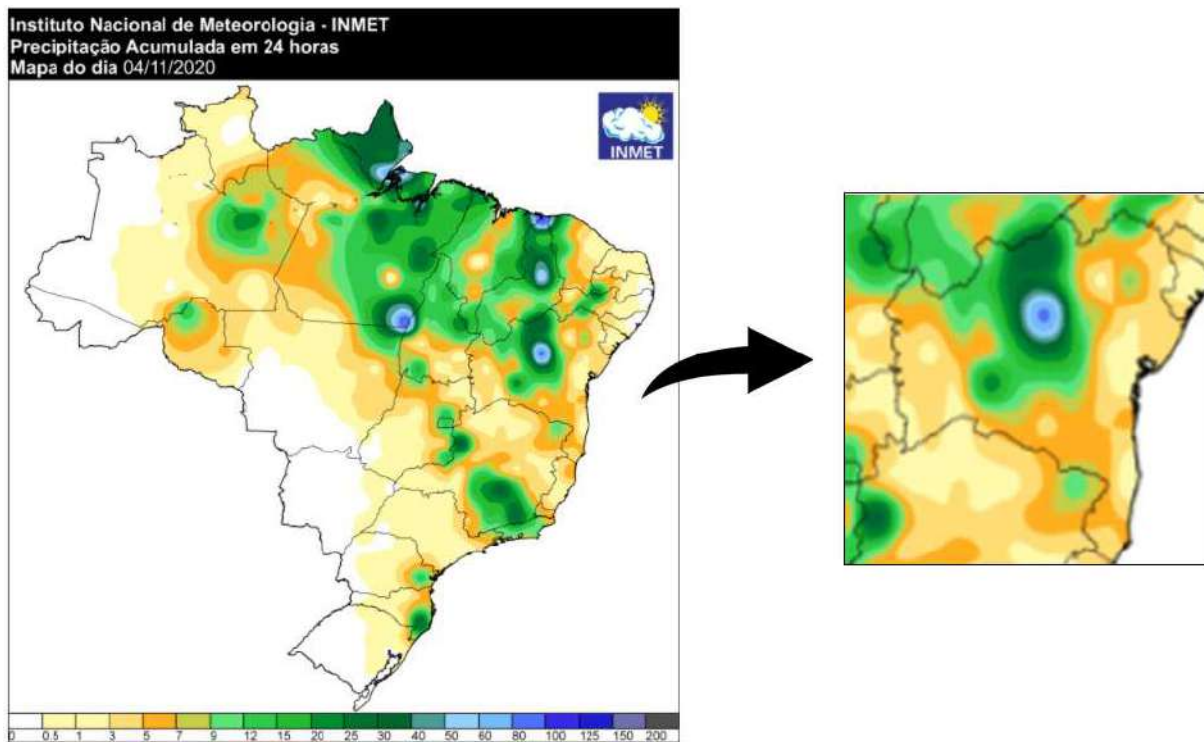 Instituto Nacional de Meteorologia - INMET
Precipitação Acumulada em 24 horas
Mapa do dia 04/11/2020
INMET
0 0.5 1 3 5 7 9 12 15 20 25 30 40 50 60 80 100 125 150 200